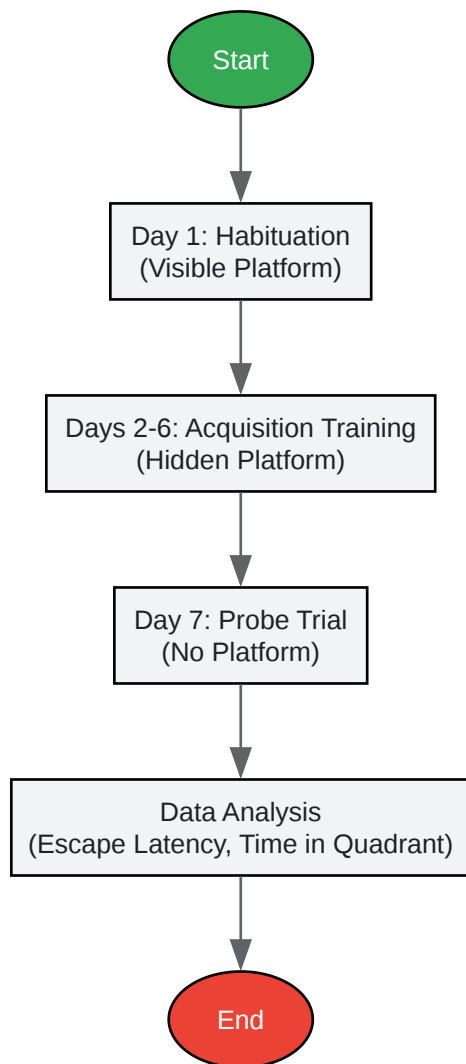 Start
Day 1: Habituation
(Visible Platform)
Days 2-6: Acquisition Training
(Hidden Platform)
Day 7: Probe Trial
(No Platform)
Data Analysis
(Escape Latency, Time in Quadrant)
End